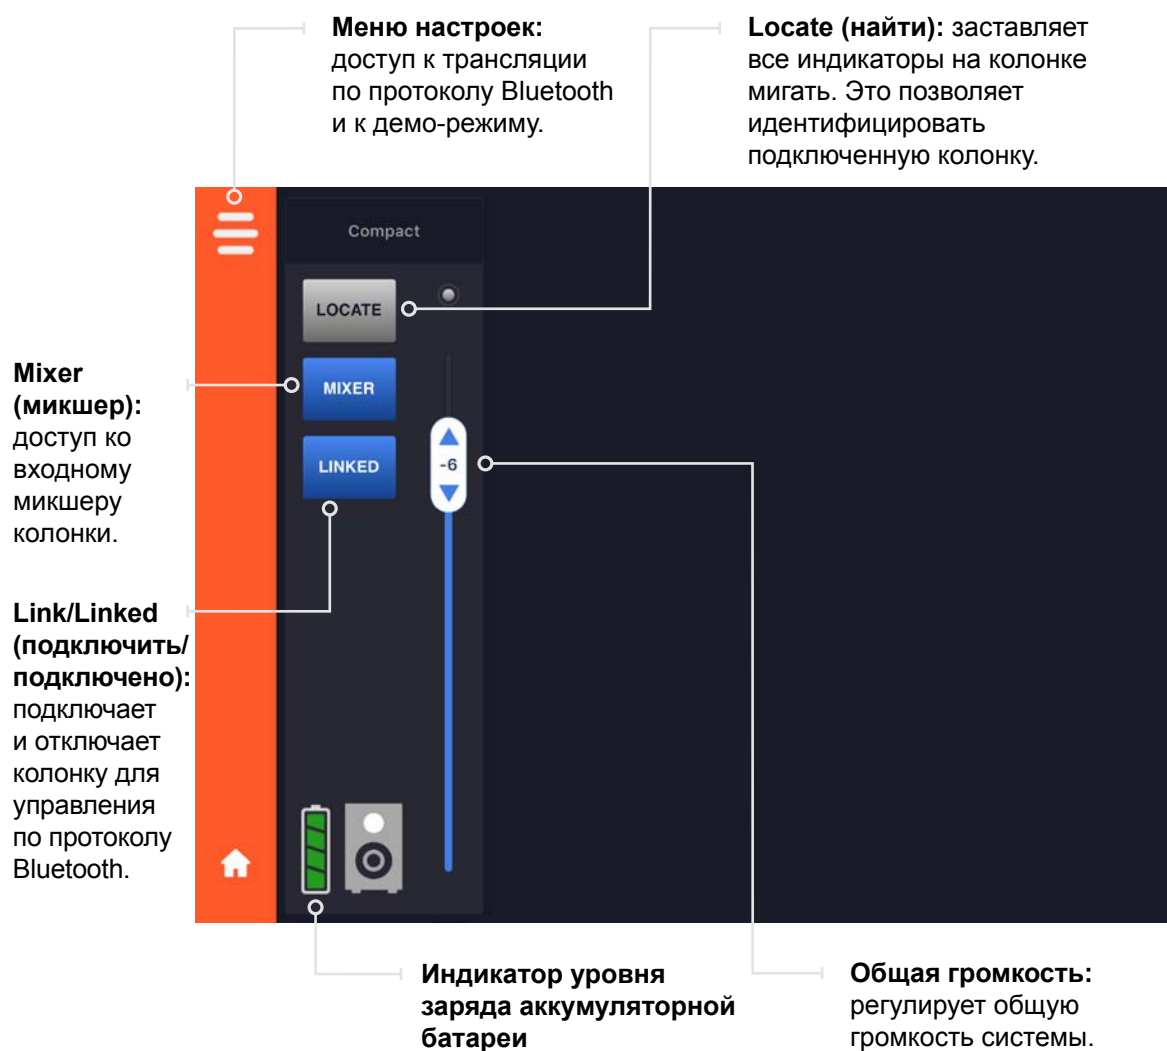 Меню настроек:
доступ к трансляции
по протоколу Bluetooth
и к демо-режиму.
Locate (найти): заставляет
все индикаторы на колонке
мигать. Это позволяет
идентифицировать
подключенную колонку.
Compact
LOCATE
MIXER
LINKED
-6
Mixer
(микшер):
доступ ко
входному
микшеру
колонки.
Link/Linked
(подключить/
подключено):
подключает
и отключает
колонку для
управления
по протоколу
Bluetooth.
Индикатор уровня
заряда аккумуляторной
батареи
Общая громкость:
регулирует общую
громкость системы.